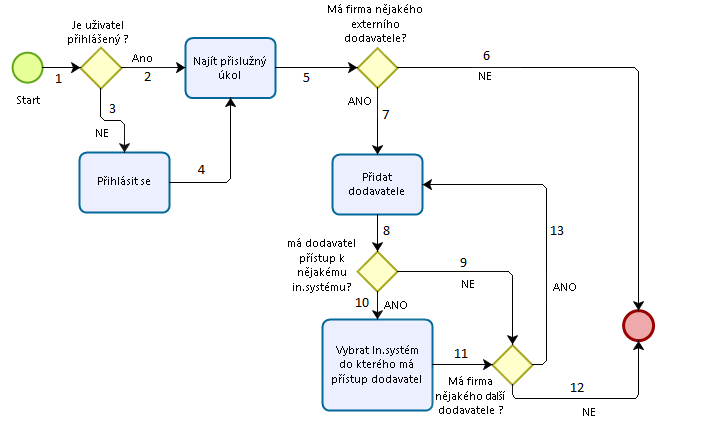 Je uživatel
přihlášený ?
Start
1
Ano
2
3
NE
Přihlásit se
4
Najít příslužný
úkol
5
Má firma nějakého
externího
dodavatele?
6
NE
ANO
7
Přidat
dodavatele
8
má dodavatel
přístup k
nějakému
in.systému?
9
NE
10
ANO
Vybrat In.systém
do kterého má
přístup dodavatel
11
Má firma
nějakého další
dodavatele ?
13
ANO
12
NE